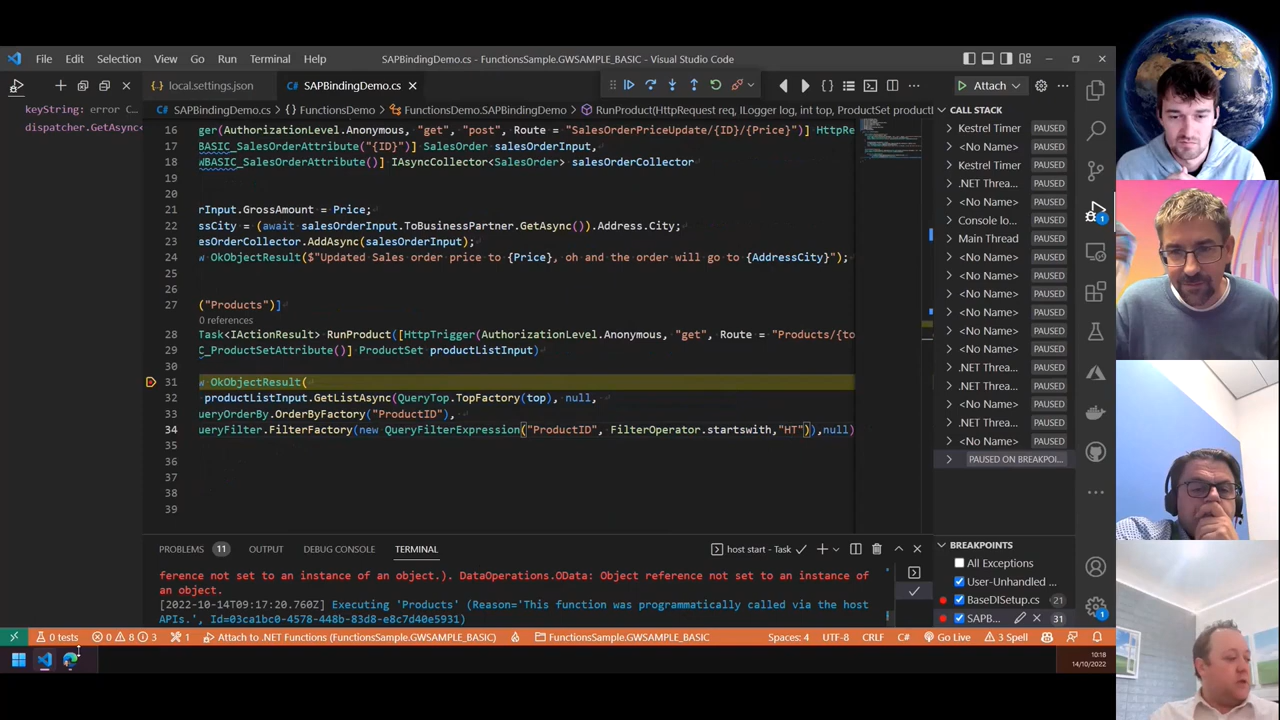 File Edit Selection View Go Run Terminal Help
SAPBindingDemo.cs - FunctionsSample.GWSAMPLE_BASIC - Visual Studio Code
local.settings.json
SAPBindingDemo.cs
Attach
keyString: error C…
dispatcher.GetAsync<
SAPBindingDemo.cs
FunctionsDemo
FunctionsDemo.SAPBindingDemo
RunProduct(HttpRequest req, ILogger log, int top, ProductSet productL
16 ger(AuthorizationLevel.Anonymous, "get", "post", Route = "SalesOrderPriceUpdate/{ID}/{Price}")] HttpRe
17 BASIC_SalesOrderAttribute("{ID}")] SalesOrder salesOrderInput,
18 WBASIC_SalesOrderAttribute()] IAsyncCollector<SalesOrder> salesOrderCollector
19
20
21 rInput.GrossAmount = Price;
22 ssCity = (await salesOrderInput.ToBusinessPartner.GetAsync()).Address.City;
23 esOrderCollector.AddAsync(salesOrderInput);
24 w OkObjectResult($"Updated Sales order price to {Price}, oh and the order will go to {AddressCity}");
25
26
27 ("Products")]
0 references
28 Task<IActionResult> RunProduct([HttpTrigger(AuthorizationLevel.Anonymous, "get", Route = "Products/{to
29 C_ProductSetAttribute()] ProductSet productListInput)
30
31 w OkObjectResult(
32 productListInput.GetListAsync(QueryTop.TopFactory(top), null,
33 ueryOrderBy.OrderByFactory("ProductID"),
34 ueryFilter.FilterFactory(new QueryFilterExpression("ProductID", FilterOperator.startswith,"HT")),null)
35
36
37
38
39
CALL STACK
Kestrel Timer PAUSED
<No Name> PAUSED
Kestrel Timer PAUSED
.NET Threa… PAUSED
<No Name> PAUSED
Console lo… PAUSED
Main Thread PAUSED
<No Name> PAUSED
<No Name> PAUSED
<No Name> PAUSED
<No Name> PAUSED
<No Name> PAUSED
<No Name> PAUSED
.NET Threa… PAUSED
.NET Threa… PAUSED
<No Name> PAUSED
.NET Threa… PAUSED
<No Name> PAUSED
PAUSED ON BREAKPOI…
BREAKPOINTS
All Exceptions
User-Unhandled …
BaseDISetup.cs 21
SAPB… 31
1
1
PROBLEMS 11 OUTPUT DEBUG CONSOLE TERMINAL
host start - Task
ference not set to an instance of an object.). DataOperations.OData: Object reference not set to an instance of
an object.
[2022-10-14T09:17:20.760Z] Executing 'Products' (Reason='This function was programmatically called via the host
APIs.', Id=03ca1bc0-4578-448b-83d8-e8c7d40e5931)
0 tests 0 8 3 1 Attach to .NET Functions (FunctionsSample.GWSAMPLE_BASIC) FunctionsSample.GWSAMPLE_BASIC Spaces: 4 UTF-8 CRLF C# Go Live 3 Spell
10:18
14/10/2022